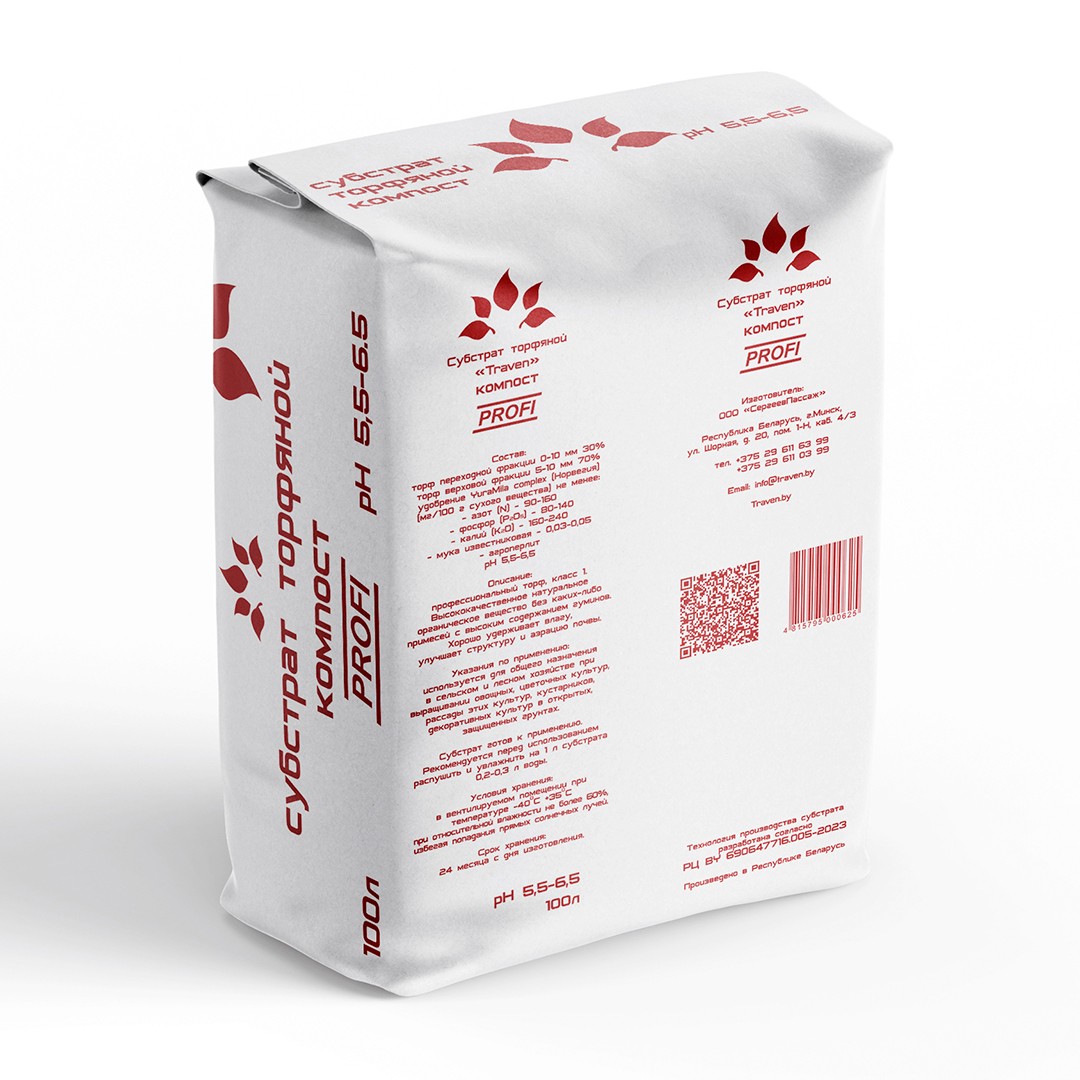 субстрат
торфяной
компост
pH 5,5-6,5
субстрат торфяной
компост
PROFI
pH 5,5-6.5
100л
Субстрат торфяной
«Traven»
компост
PROFI
Состав:
торф переходной фракции 0-10 мм 30%
торф верховой фракции 5-10 мм 70%
удобрение YuraMila complex (Норвегия)
(мг/100 г сухого вещества) не менее:
- азот (N) - 90-160
- фосфор (P₂O₅) - 80-140
- калий (K₂O) - 160-240
- мука известниковая - 0,03-0,05
- агроперлит
pH 5,5-6,5
Описание:
профессиональный торф, класс 1.
Высококачественное натуральное
органическое вещество без каких-либо
примесей с высоким содержанием гуминов.
Хорошо удерживает влагу,
улучшает структуру и аэрацию почвы.
Указания по применению:
используется для общего назначения
в сельском и лесном хозяйстве при
выращивании овощных, цветочных культур,
рассады этих культур, кустарников,
декоративных культур в открытых,
защищенных грунтах.
Субстрат готов к применению.
Рекомендуется перед использованием
распушить и увлажнить на 1 л субстрата
0,2-0,3 л воды.
Условия хранения:
в вентилируемом помещении при
температуре -40°C +35°C
при относительной влажности не более 60%,
избегая попадания прямых солнечных лучей.
Срок хранения:
24 месяца с дня изготовления.
pH 5,5-6,5
100л
Субстрат торфяной
«Traven»
компост
PROFI
Изготовитель:
ООО «СергеевПассаж»
Республика Беларусь, г.Минск,
ул. Шорная, д. 20, пом. 1-Н, каб. 4/3
тел. +375 29 611 63 99
+375 29 611 03 99
Email: info@traven.by
Traven.by
4 815795 000625
Технология производства субстрата
разработана согласно
РЦ BY 690647716.005-2023
Произведено в Республике Беларусь